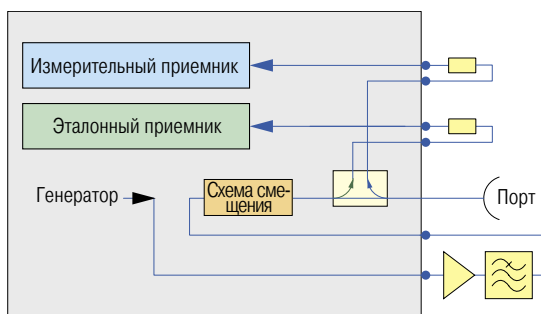 Измерительный приемник
Эталонный приемник
Генератор
Схема сме-
щения
Порт